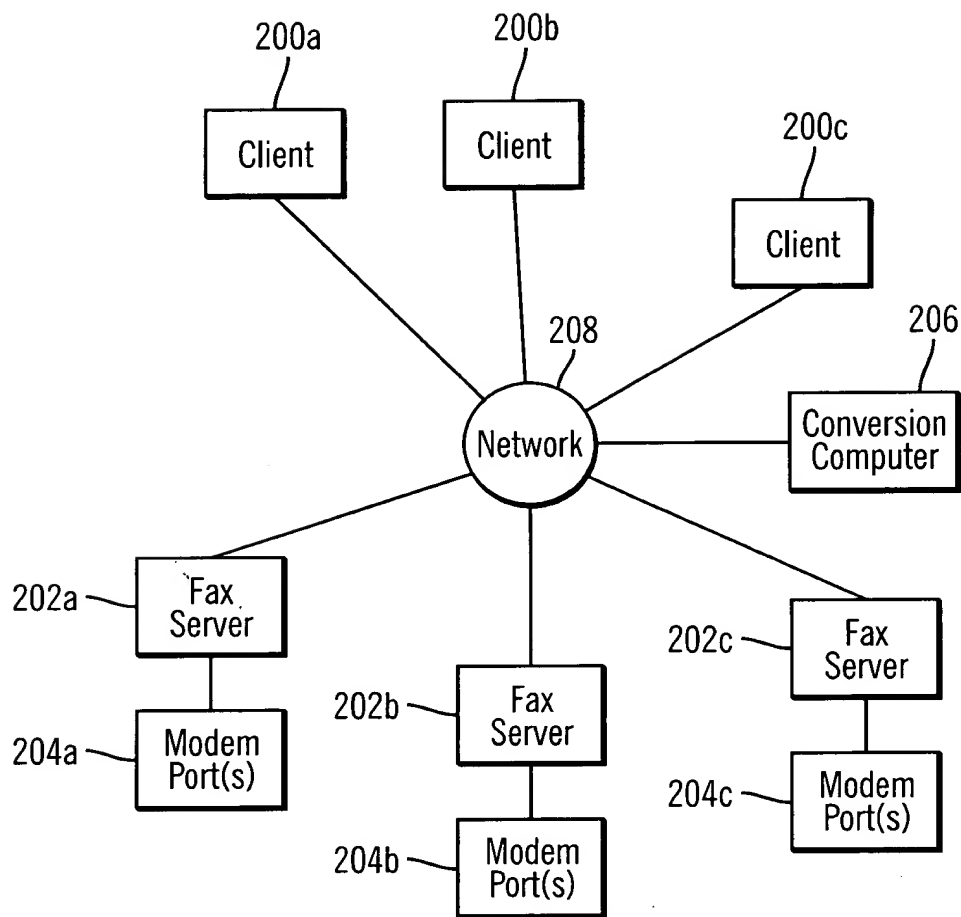 200a
200b
200c
Client
Client
Client
206
208
Network
Conversion
Computer
202a
Fax
Server
202b
Fax
Server
202c
Fax
Server
204a
Modem
Port(s)
204b
Modem
Port(s)
204c
Modem
Port(s)